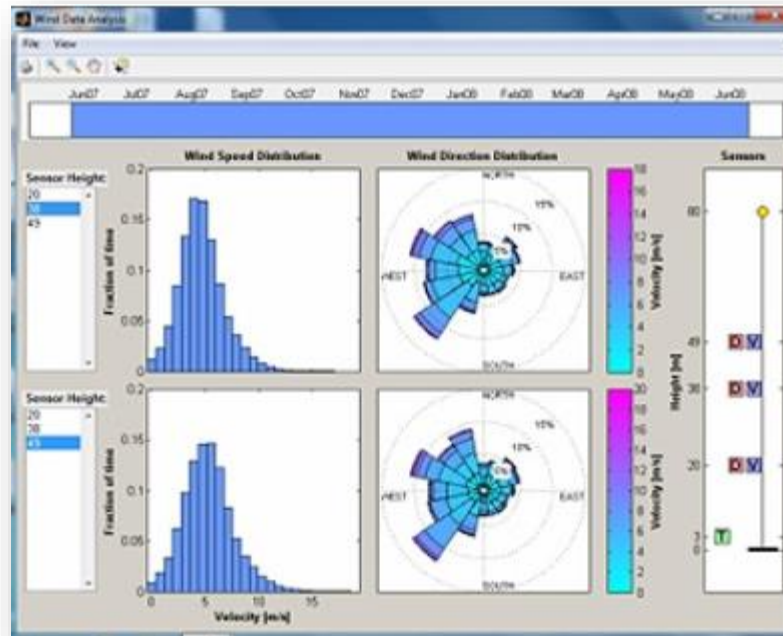 Wind Data Analysis
File View
Jun07 Jul07 Aug07 Sep07 Oct07 Nov07 Dec07 Jan08 Feb08 Mar08 Apr08 May08 Jun08
Wind Speed Distribution
Wind Direction Distribution
Sensors
Sensor Height:
20
38
49
Fraction of time
0.2
0.15
0.1
0.05
0
NORTH
15%
10%
5%
WEST
EAST
SOUTH
18
16
14
12
10
8
6
4
2
0
Velocity [m/s]
Sensor Height:
20
38
49
Fraction of time
0.2
0.15
0.1
0.05
0
0 5 10 15
Velocity [m/s]
NORTH
15%
10%
5%
WEST
EAST
SOUTH
20
18
16
14
12
10
8
6
4
2
0
Velocity [m/s]
Height [m]
80
49 D V
38 D V
20 D V
3 T
0